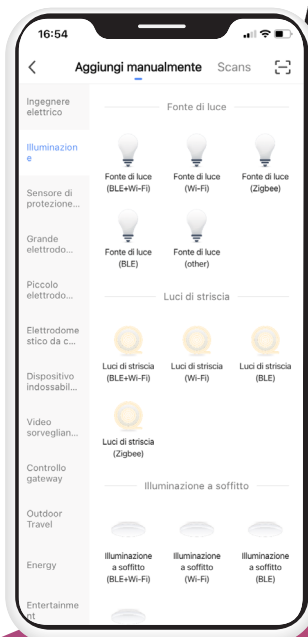 16:54
Aggiungi manualmente Scans
Ingegnere
elettrico
Illuminazion
e
Sensore di
protezione...
Grande
elettrodo...
Piccolo
elettrodo...
Elettrodome
stico da c...
Dispositivo
indossabil...
Video
sorveglian...
Controllo
gateway
Outdoor
Travel
Energy
Entertainme
nt
Fonte di luce
Fonte di luce
(BLE+Wi-Fi)
Fonte di luce
(Wi-Fi)
Fonte di luce
(Zigbee)
Fonte di luce
(BLE)
Fonte di luce
(other)
Luci di striscia
Luci di striscia
(BLE+Wi-Fi)
Luci di striscia
(Wi-Fi)
Luci di striscia
(BLE)
Luci di striscia
(Zigbee)
Illuminazione a soffitto
Illuminazione
a soffitto
(BLE+Wi-Fi)
Illuminazione
a soffitto
(Wi-Fi)
Illuminazione
a soffitto
(BLE)